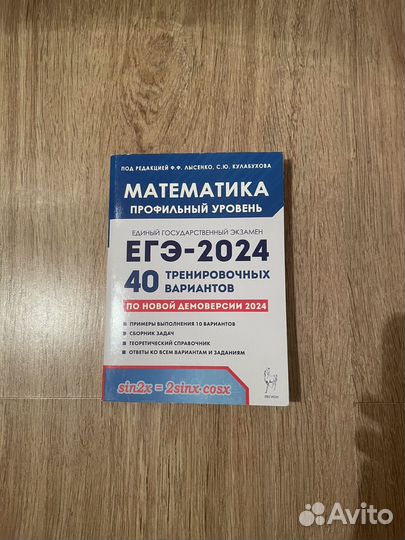 ПОД РЕДАКЦИЕЙ Ф.Ф. ЛЫСЕНКО, С.Ю. КУЛАБУХОВА
МАТЕМАТИКА
ПРОФИЛЬНЫЙ УРОВЕНЬ
ЕДИНЫЙ ГОСУДАРСТВЕННЫЙ ЭКЗАМЕН
ЕГЭ-2024
40 ТРЕНИРОВОЧНЫХ
ВАРИАНТОВ
ПО НОВОЙ ДЕМОВЕРСИИ 2024
ПРИМЕРЫ ВЫПОЛНЕНИЯ 10 ВАРИАНТОВ
СБОРНИК ЗАДАЧ
ТЕОРЕТИЧЕСКИЙ СПРАВОЧНИК
ОТВЕТЫ КО ВСЕМ ВАРИАНТАМ И ЗАДАНИЯМ
sin2x = 2sinx·cosx
ЛЕГИОН
Avito